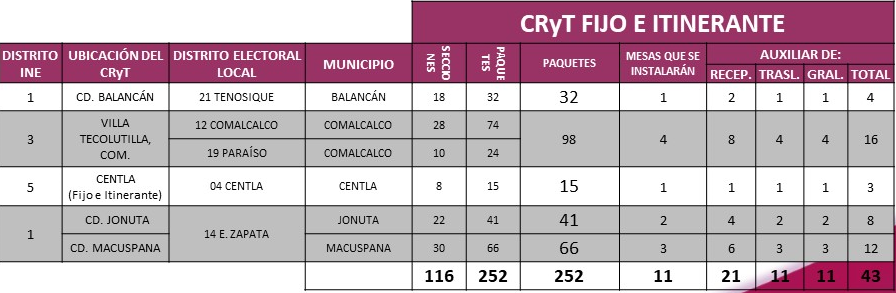 CRyT FIJO E ITINERANTE
DISTRITO INE UBICACIÓN DEL CRyT DISTRITO ELECTORAL LOCAL MUNICIPIO SECCIONES PAQUETES PAQUETES MESAS QUE SE INSTALARÁN AUXILIAR DE:
RECEP. TRASL. GRAL. TOTAL
1 CD. BALANCÁN 21 TENOSIQUE BALANCÁN 18 32 32 1 2 1 1 4
3 VILLA TECOLUTILLA, COM. 12 COMALCALCO COMALCALCO 28 74 98 4 8 4 4 16
19 PARAÍSO COMALCALCO 10 24
5 CENTLA (Fijo e Itinerante) 04 CENTLA CENTLA 8 15 15 1 1 1 1 3
1 CD. JONUTA 14 E. ZAPATA JONUTA 22 41 41 2 4 2 2 8
CD. MACUSPANA MACUSPANA 30 66 66 3 6 3 3 12
116 252 252 11 21 11 11 43